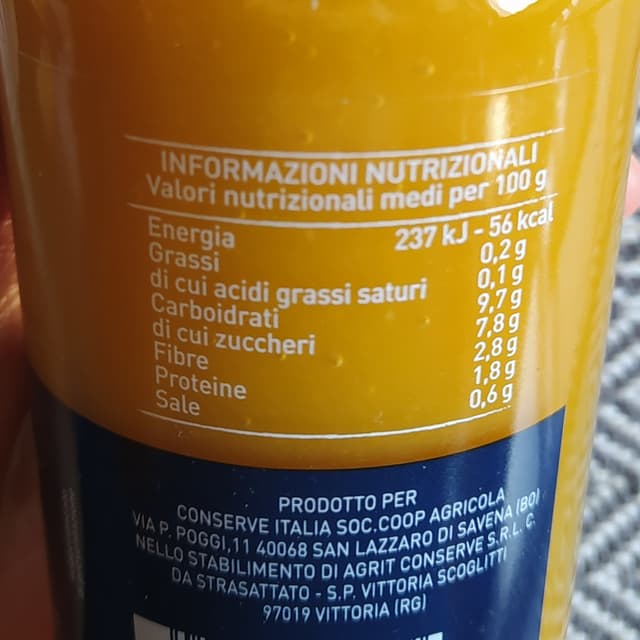 INFORMAZIONI NUTRIZIONALI
Valori nutrizionali medi per 100 g
Energia 237 kJ - 56 kcal
Grassi 0,2 g
di cui acidi grassi saturi 0,1 g
Carboidrati 9,7 g
di cui zuccheri 7,8 g
Fibre 2,8 g
Proteine 1,8 g
Sale 0,6 g
PRODOTTO PER
CONSERVE ITALIA SOC.COOP AGRICOLA
VIA P. POGGI,11 40068 SAN LAZZARO DI SAVENA (BO)
NELLO STABILIMENTO DI AGRIT CONSERVE S.R.L. C.
DA STRASATTATO - S.P. VITTORIA SCOGLITTI
97019 VITTORIA (RG)